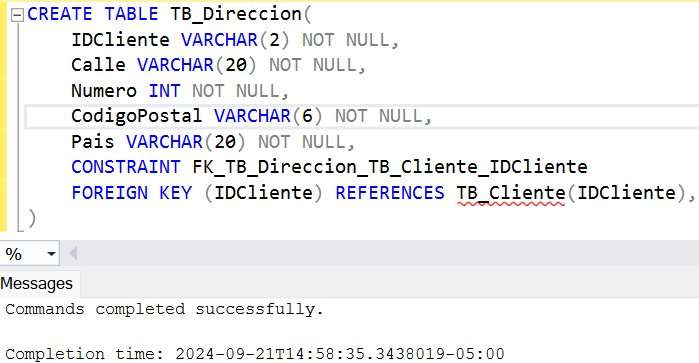 CREATE TABLE TB_Direccion(
IDCliente VARCHAR(2) NOT NULL,
Calle VARCHAR(20) NOT NULL,
Numero INT NOT NULL,
CodigoPostal VARCHAR(6) NOT NULL,
Pais VARCHAR(20) NOT NULL,
CONSTRAINT FK_TB_Direccion_TB_Cliente_IDCliente
FOREIGN KEY (IDCliente) REFERENCES TB_Cliente(IDCliente),
)
%
Messages
Commands completed successfully.
Completion time: 2024-09-21T14:58:35.3438019-05:00